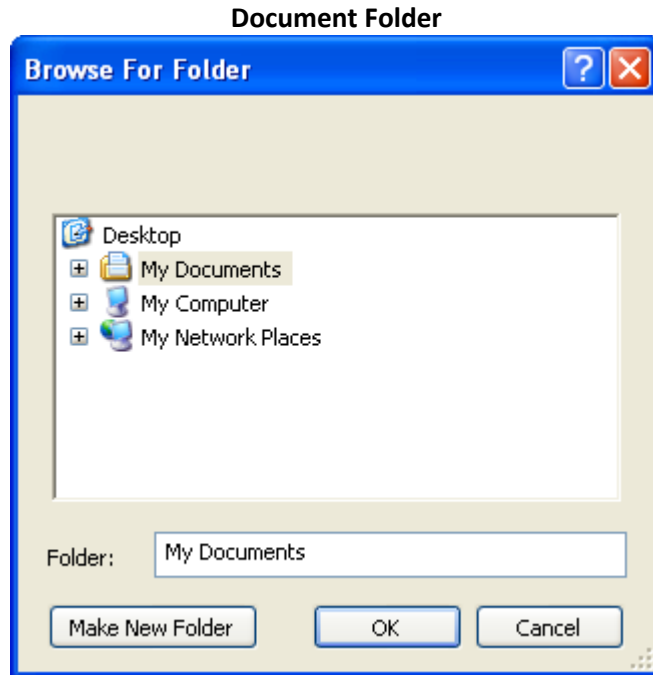 Document Folder
Browse For Folder
Desktop
My Documents
My Computer
My Network Places
Folder: My Documents
Make New Folder OK Cancel